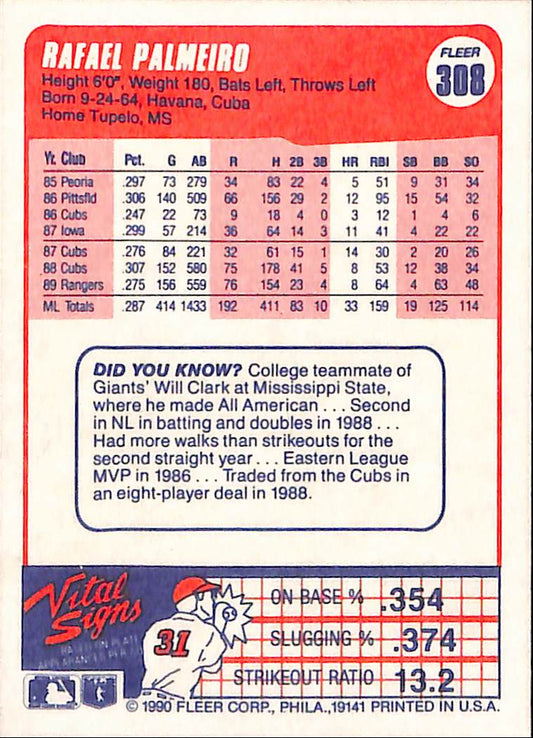 RAFAEL PALMEIRO
FLEER
308
Height 6'0", Weight 180, Bats Left, Throws Left
Born 9-24-64, Havana, Cuba
Home Tupelo, MS
Yr. Club Pct. G AB R H 2B 3B HR RBI SB BB SO
85 Peoria .297 73 279 34 83 22 4 5 51 9 31 34
86 Pittsfld .306 140 509 66 156 29 2 12 95 15 54 32
86 Cubs .247 22 73 9 18 4 0 3 12 1 4 6
87 Iowa .299 57 214 36 64 14 3 11 41 4 22 22
87 Cubs .276 84 221 32 61 15 1 14 30 2 20 26
88 Cubs .307 152 580 75 178 41 5 8 53 12 38 34
89 Rangers .275 156 559 76 154 23 4 8 64 4 63 48
ML Totals .287 414 1433 192 411 83 10 33 159 19 125 114
DID YOU KNOW? College teammate of
Giants' Will Clark at Mississippi State,
where he made All American . . . Second
in NL in batting and doubles in 1988 . . .
Had more walks than strikeouts for the
second straight year . . . Eastern League
MVP in 1986 . . . Traded from the Cubs in
an eight-player deal in 1988.
Vital
Signs
31
ON BASE % .354
SLUGGING % .374
STRIKEOUT RATIO 13.2
© 1990 FLEER CORP., PHILA., 19141 PRINTED IN U.S.A.